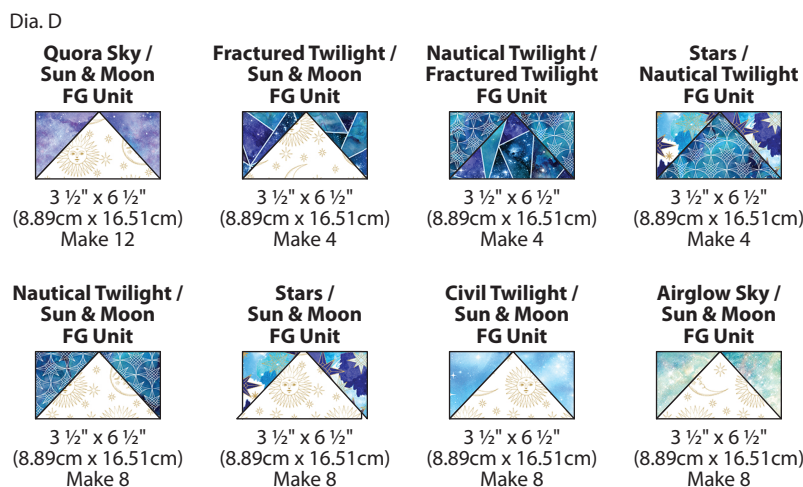 Dia. D
Quora Sky /
Sun & Moon
FG Unit
3 ½" x 6 ½"
(8.89cm x 16.51cm)
Make 12
Fractured Twilight /
Sun & Moon
FG Unit
3 ½" x 6 ½"
(8.89cm x 16.51cm)
Make 4
Nautical Twilight /
Fractured Twilight
FG Unit
3 ½" x 6 ½"
(8.89cm x 16.51cm)
Make 4
Stars /
Nautical Twilight
FG Unit
3 ½" x 6 ½"
(8.89cm x 16.51cm)
Make 4
Nautical Twilight /
Sun & Moon
FG Unit
3 ½" x 6 ½"
(8.89cm x 16.51cm)
Make 8
Stars /
Sun & Moon
FG Unit
3 ½" x 6 ½"
(8.89cm x 16.51cm)
Make 8
Civil Twilight /
Sun & Moon
FG Unit
3 ½" x 6 ½"
(8.89cm x 16.51cm)
Make 8
Airglow Sky /
Sun & Moon
FG Unit
3 ½" x 6 ½"
(8.89cm x 16.51cm)
Make 8